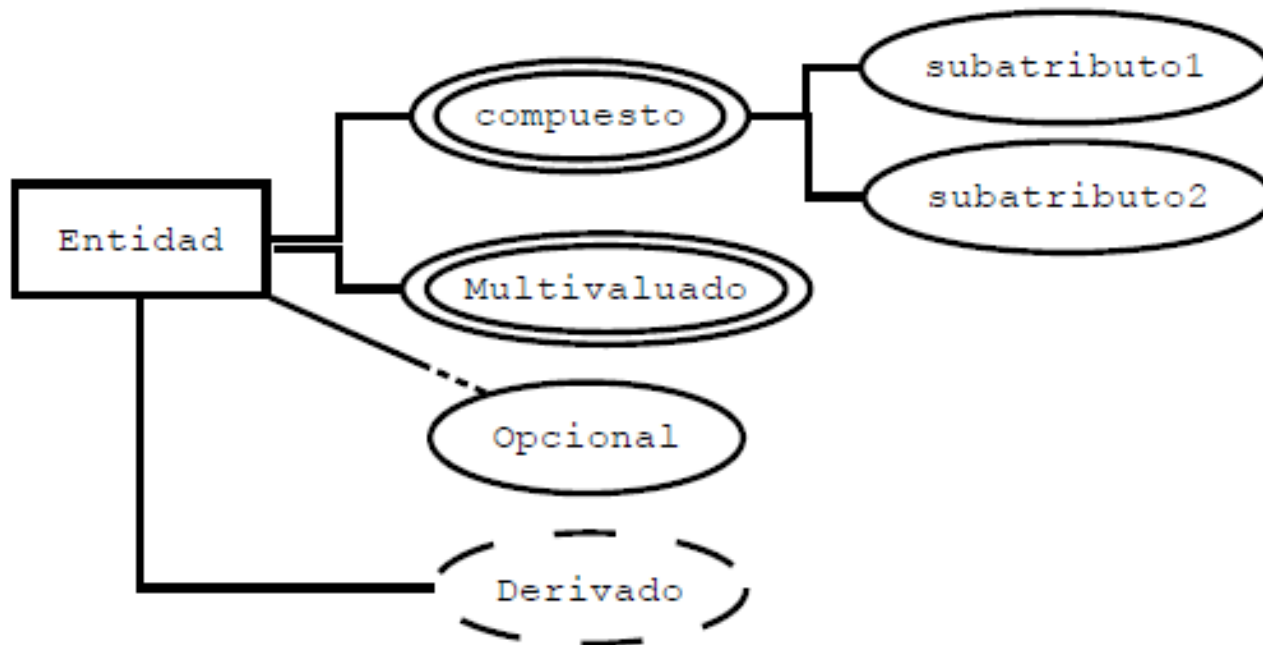 subatributo1
compuesto
subatributo2
Entidad
Multivaluado
Opcional
Derivado